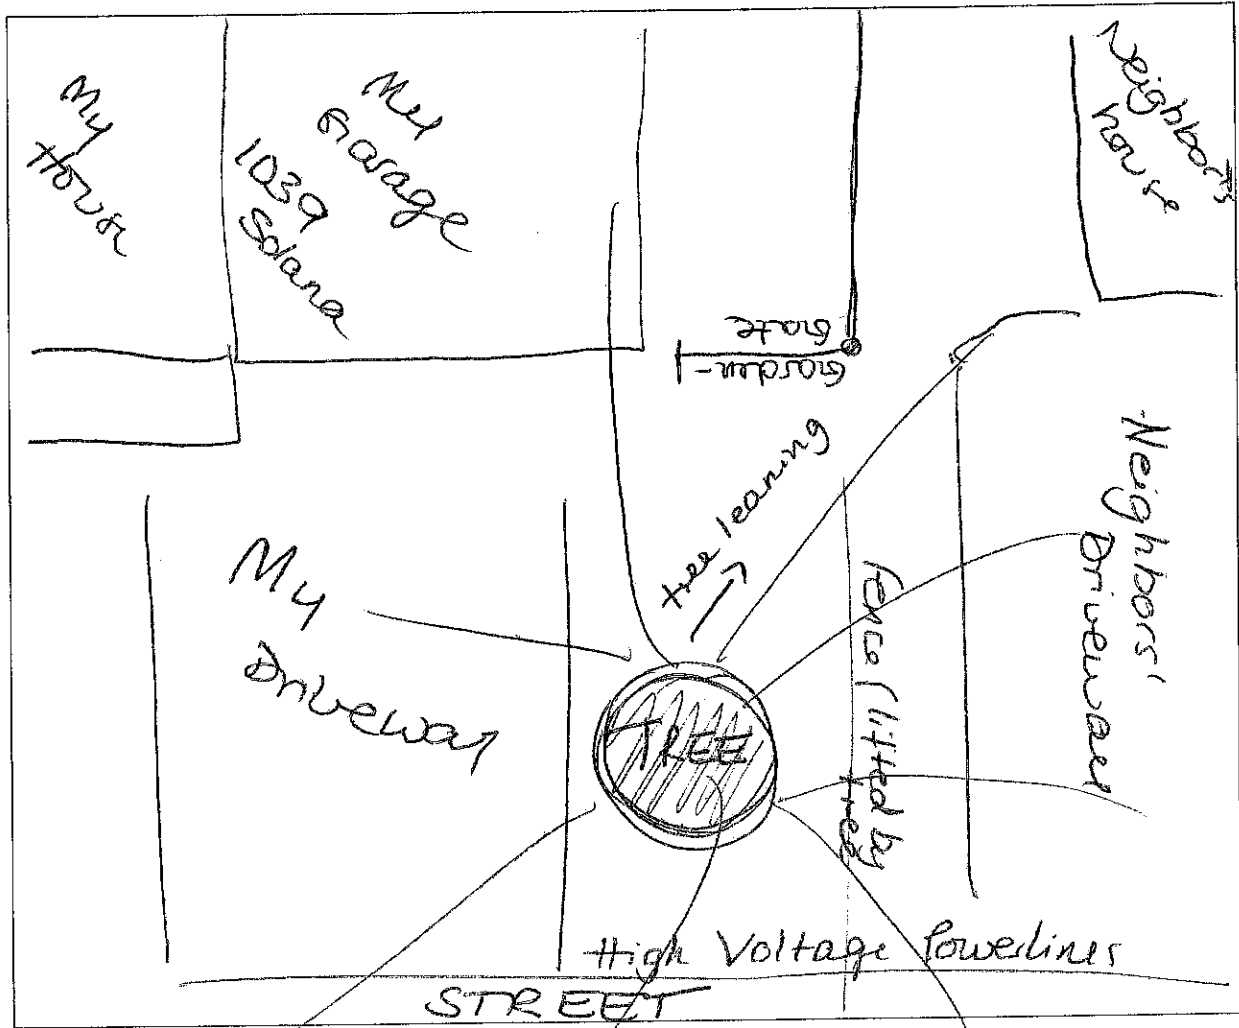 My
House
My
Garage
1039
Solana
Neighbor's
house
Garden-
Gate
tree leaning
Neighbors'
Driveway
My
Driveway
TREE
fence (lifted by
tree
High Voltage Powerlines
STREET